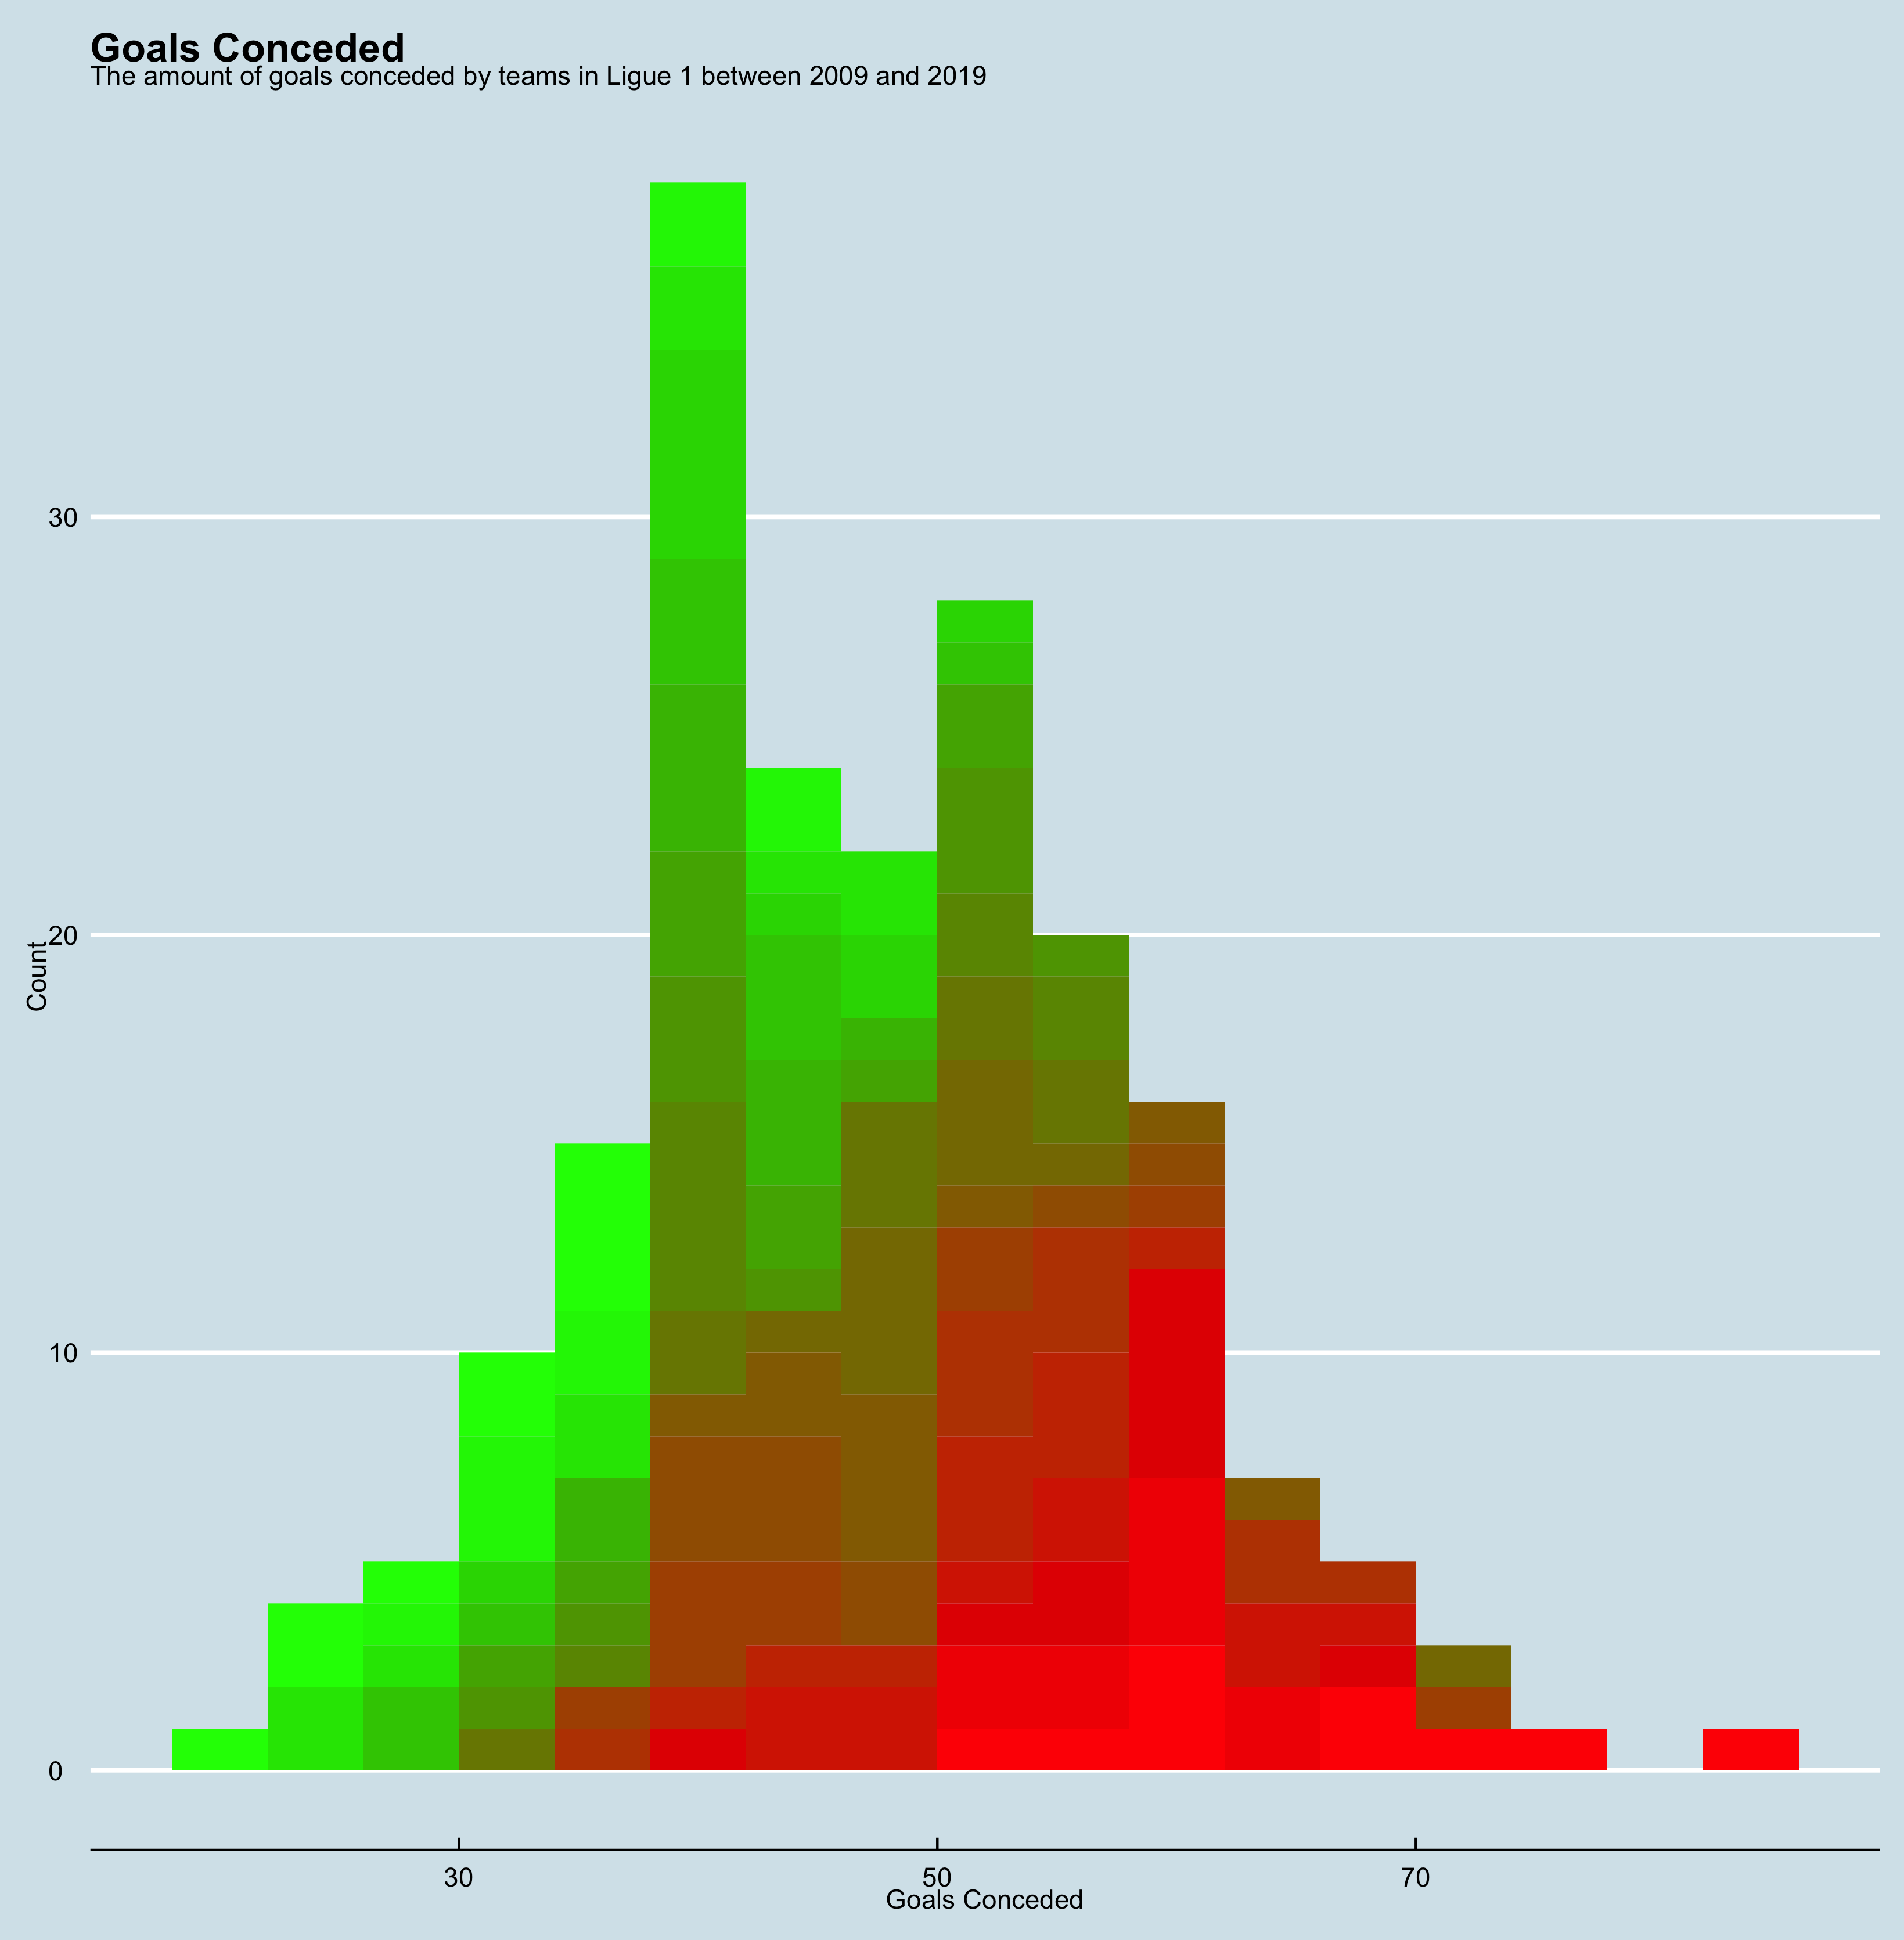 Goals Conceded
The amount of goals conceded by teams in Ligue 1 between 2009 and 2019
30
20
Count
10
0
30 50 70
Goals Conceded